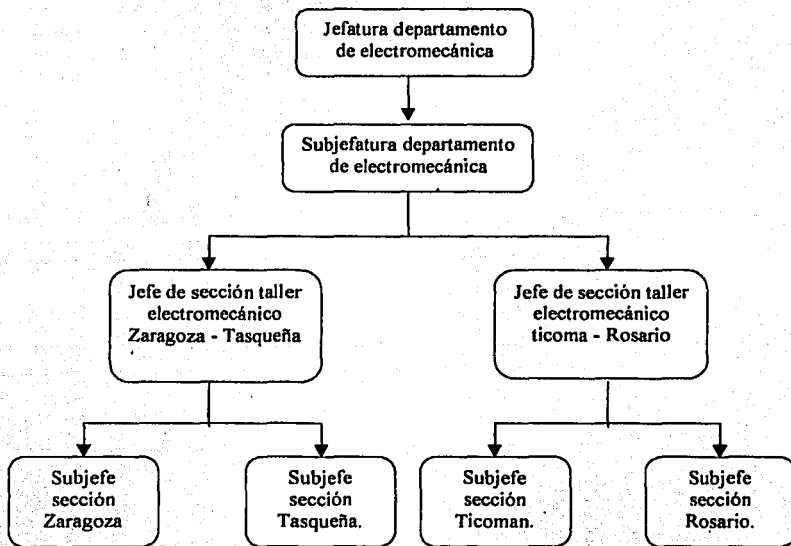 Jefatura departamento
de electromecánica
Subjefatura departamento
de electromecánica
Jefe de sección taller
electromecánico
Zaragoza - Tasqueña
Jefe de sección taller
electromecánico
ticoma - Rosario
Subjefe
sección
Zaragoza
Subjefe
sección
Tasqueña.
Subjefe
sección
Ticoman.
Subjefe
sección
Rosario.